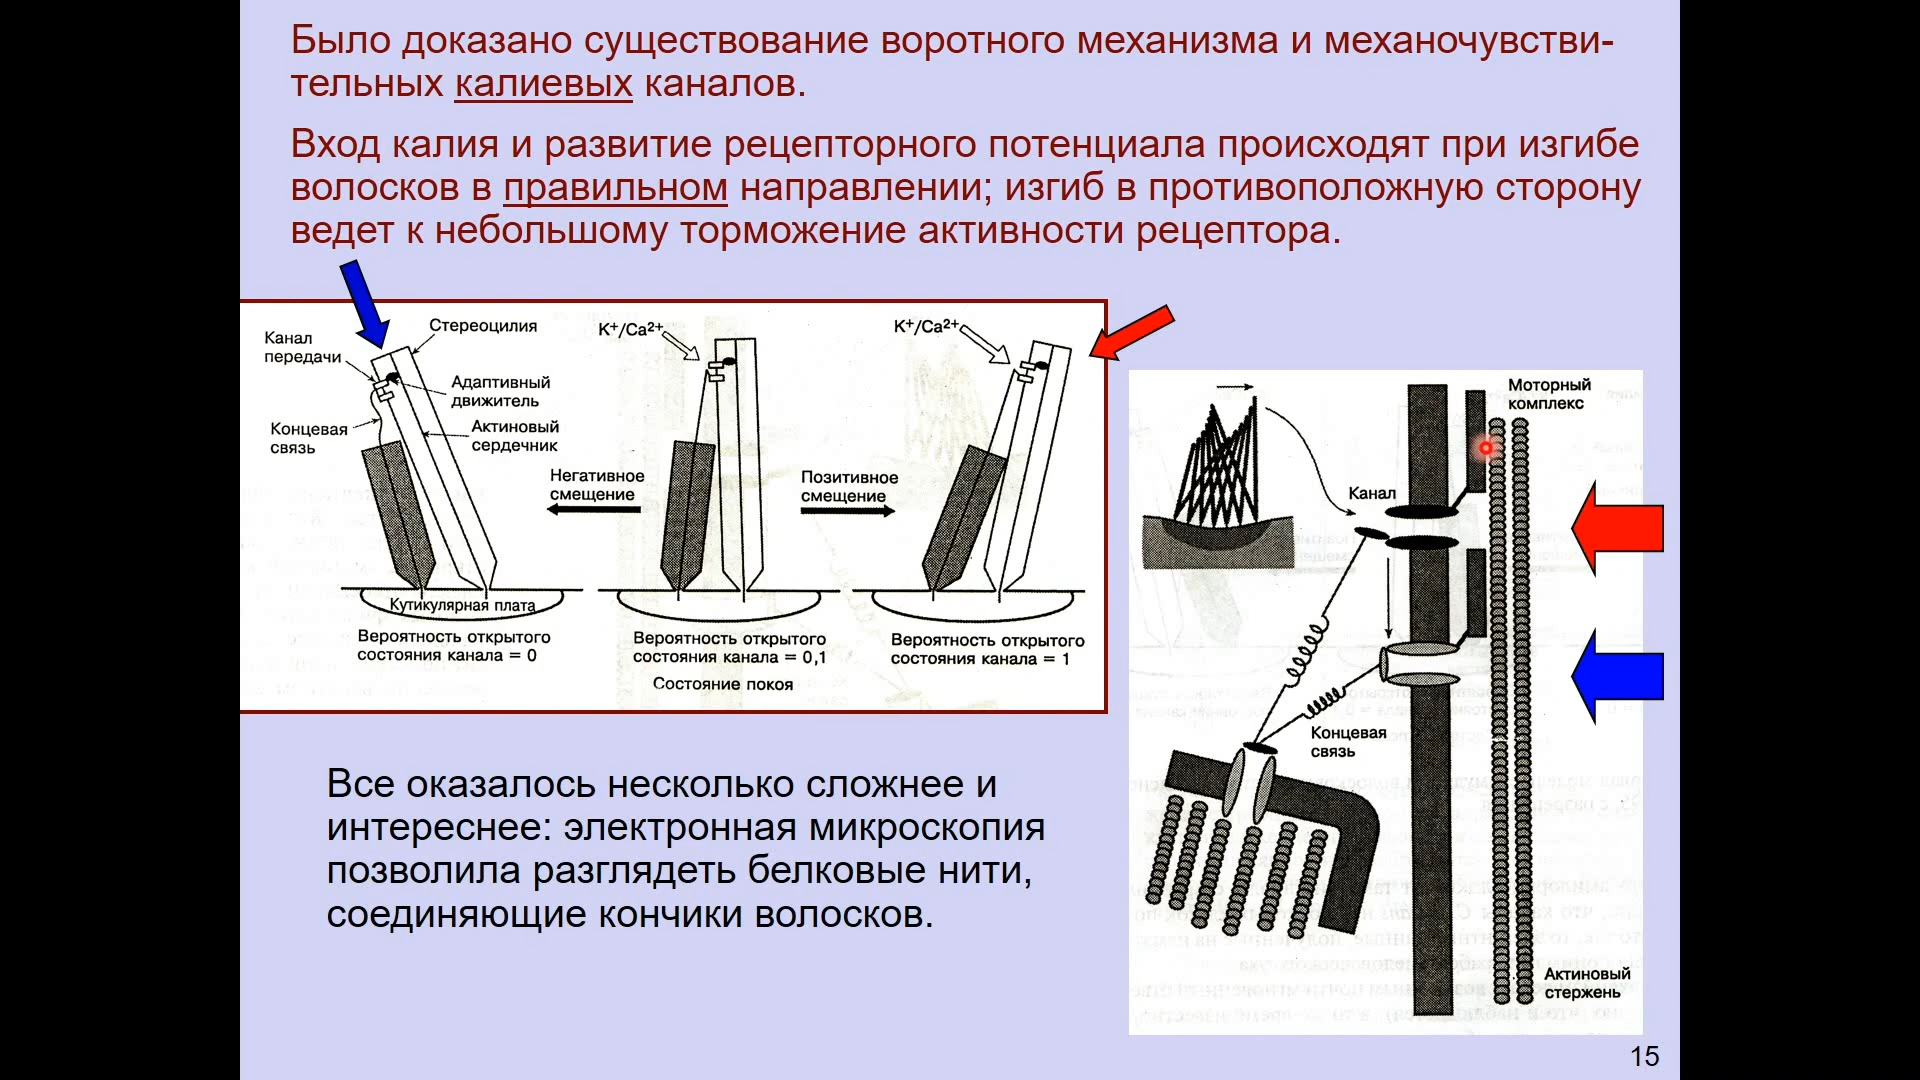 Было доказано существование воротного механизма и механочувстви-
тельных калиевых каналов.
Вход калия и развитие рецепторного потенциала происходят при изгибе
волосков в правильном направлении; изгиб в противоположную сторону
ведет к небольшому торможение активности рецептора.
Канал
передачи
Стереоцилия
Адаптивный
движитель
Концевая
связь
Актиновый
сердечник
Кутикулярная плата
Вероятность открытого
состояния канала = 0
Негативное
смещение
K⁺/Ca²⁺
Вероятность открытого
состояния канала = 0,1
Состояние покоя
Позитивное
смещение
K⁺/Ca²⁺
Вероятность открытого
состояния канала = 1
Моторный
комплекс
Канал
Концевая
связь
Актиновый
стержень
Все оказалось несколько сложнее и
интереснее: электронная микроскопия
позволила разглядеть белковые нити,
соединяющие кончики волосков.
15